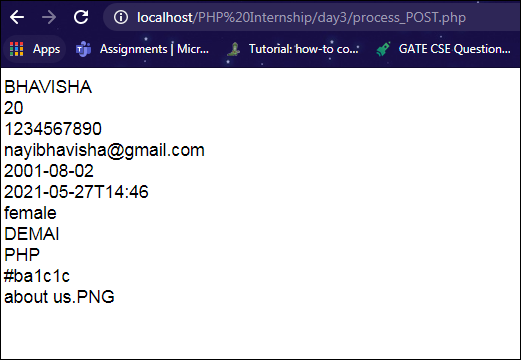 localhost/PHP%20Internship/day3/process_POST.php
Apps Assignments | Micr... Tutorial: how-to co... GATE CSE Question...
BHAVISHA
20
1234567890
nayibhavisha@gmail.com
2001-08-02
2021-05-27T14:46
female
DEMAI
PHP
#ba1c1c
about us.PNG